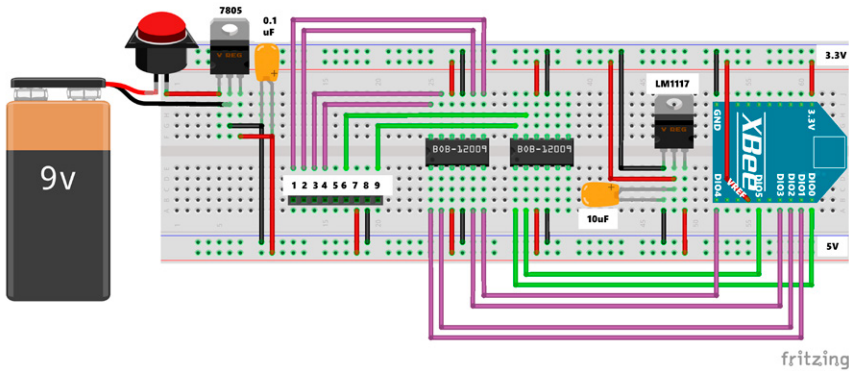 7805
0.1
uF
3.3V
LM1117
9v
GND
3.3V
XBee
BOB-12009
BOB-12009
1 2 3 4 5 6 7 8 9
DIO4
VREF
DIO5
DIO3
DIO2
DIO1
DIO0
10uF
5V
fritzing